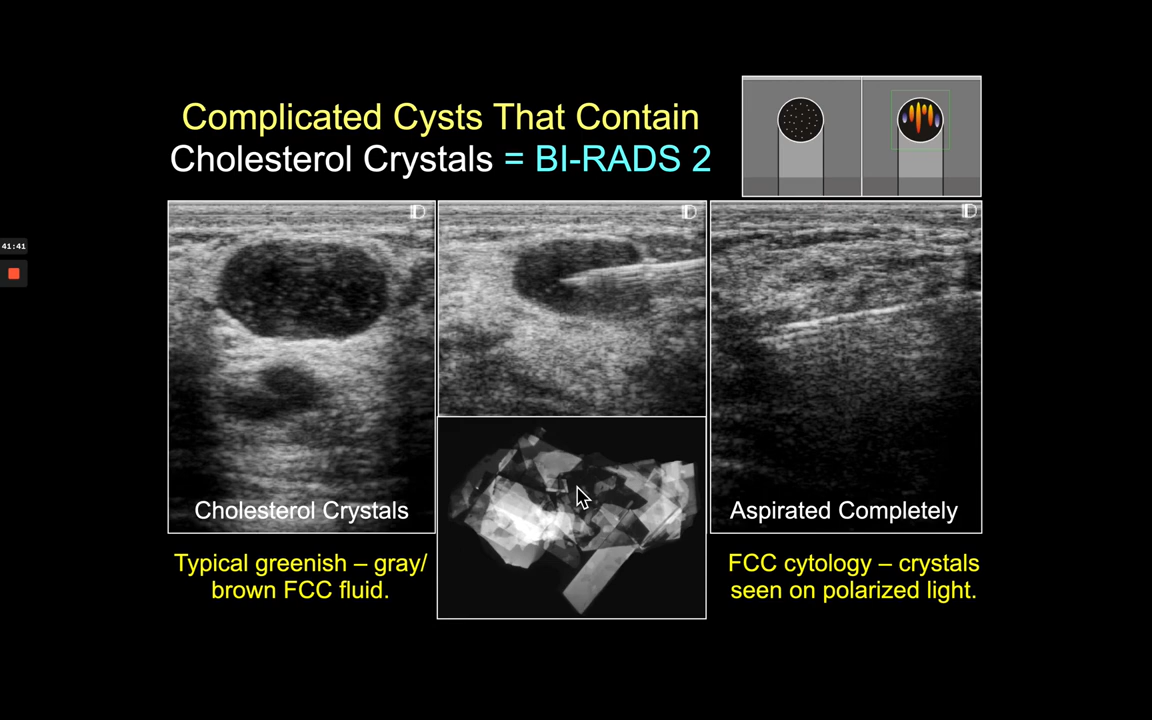 Complicated Cysts That Contain
Cholesterol Crystals = BI-RADS 2
41:41
Cholesterol Crystals
Aspirated Completely
Typical greenish – gray/
brown FCC fluid.
FCC cytology – crystals
seen on polarized light.